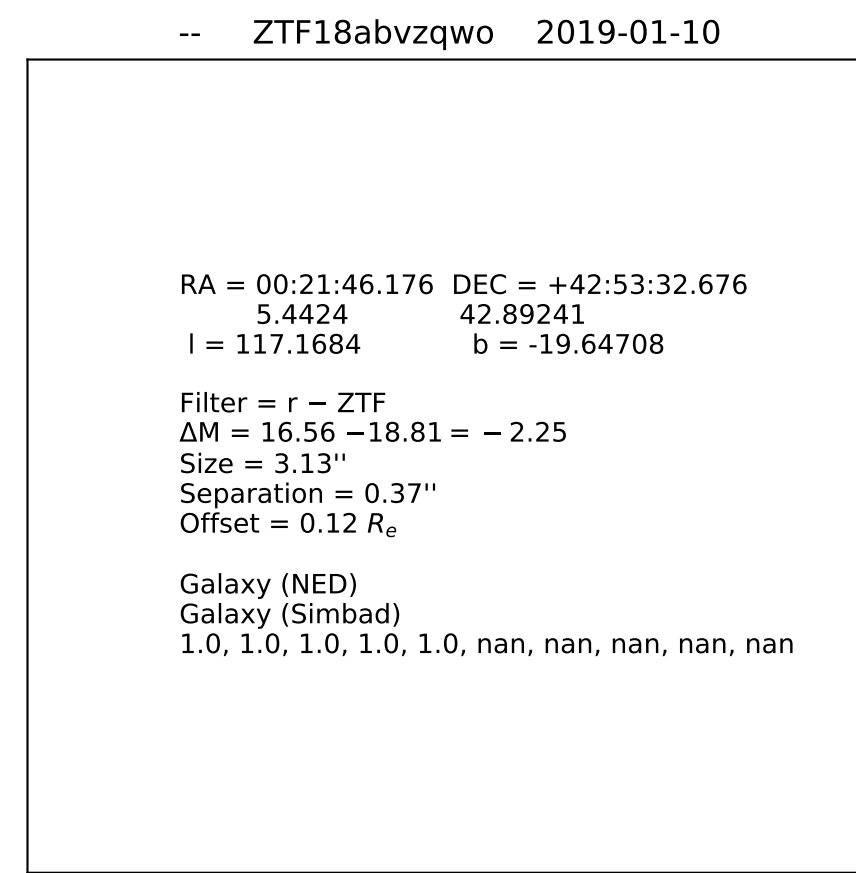 -- ZTF18abvzqwo 2019-01-10
RA = 00:21:46.176 DEC = +42:53:32.676
5.4424 42.89241
l = 117.1684 b = -19.64708
Filter = r − ZTF
ΔM = 16.56 −18.81 = − 2.25
Size = 3.13''
Separation = 0.37''
Offset = 0.12 Rₑ
Galaxy (NED)
Galaxy (Simbad)
1.0, 1.0, 1.0, 1.0, 1.0, nan, nan, nan, nan, nan